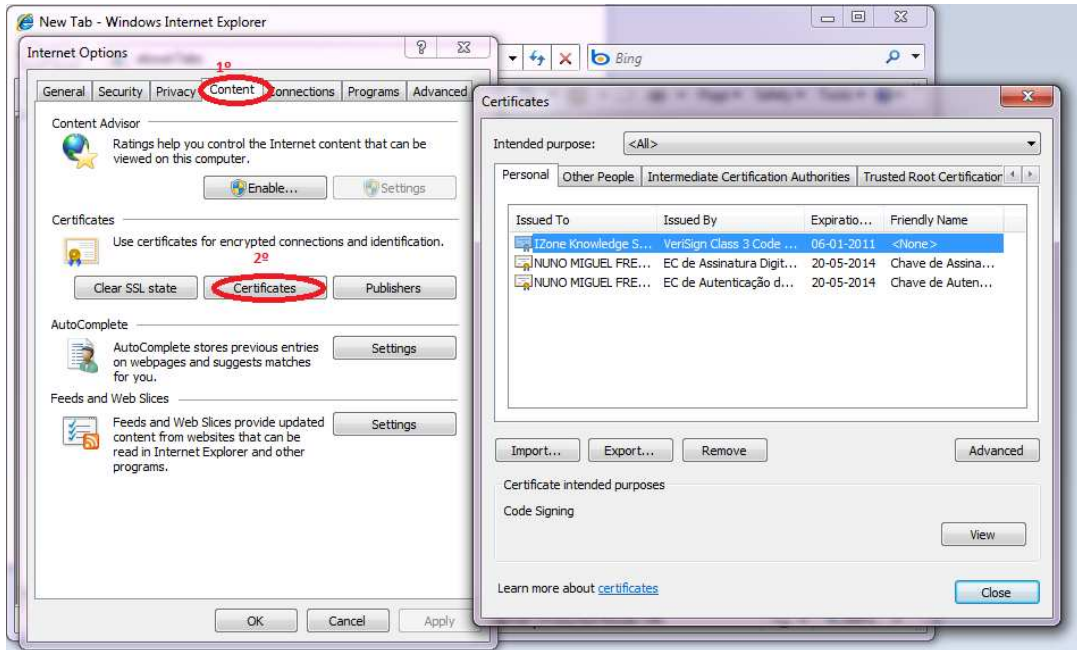 New Tab - Windows Internet Explorer
Bing
Internet Options
1º
General Security Privacy Content Connections Programs Advanced
Content Advisor
Ratings help you control the Internet content that can be
viewed on this computer.
Enable... Settings
Certificates
Use certificates for encrypted connections and identification.
2º
Clear SSL state Certificates Publishers
AutoComplete
AutoComplete stores previous entries
on webpages and suggests matches
for you.
Settings
Feeds and Web Slices
Feeds and Web Slices provide updated
content from websites that can be
read in Internet Explorer and other
programs.
Settings
OK Cancel Apply
Certificates
Intended purpose: <All>
Personal Other People Intermediate Certification Authorities Trusted Root Certification
Issued To Issued By Expiratio... Friendly Name
IZone Knowledge S... VeriSign Class 3 Code ... 06-01-2011 <None>
NUNO MIGUEL FRE... EC de Assinatura Digit... 20-05-2014 Chave de Assina...
NUNO MIGUEL FRE... EC de Autenticação d... 20-05-2014 Chave de Auten...
Import... Export... Remove Advanced
Certificate intended purposes
Code Signing
View
Learn more about certificates
Close